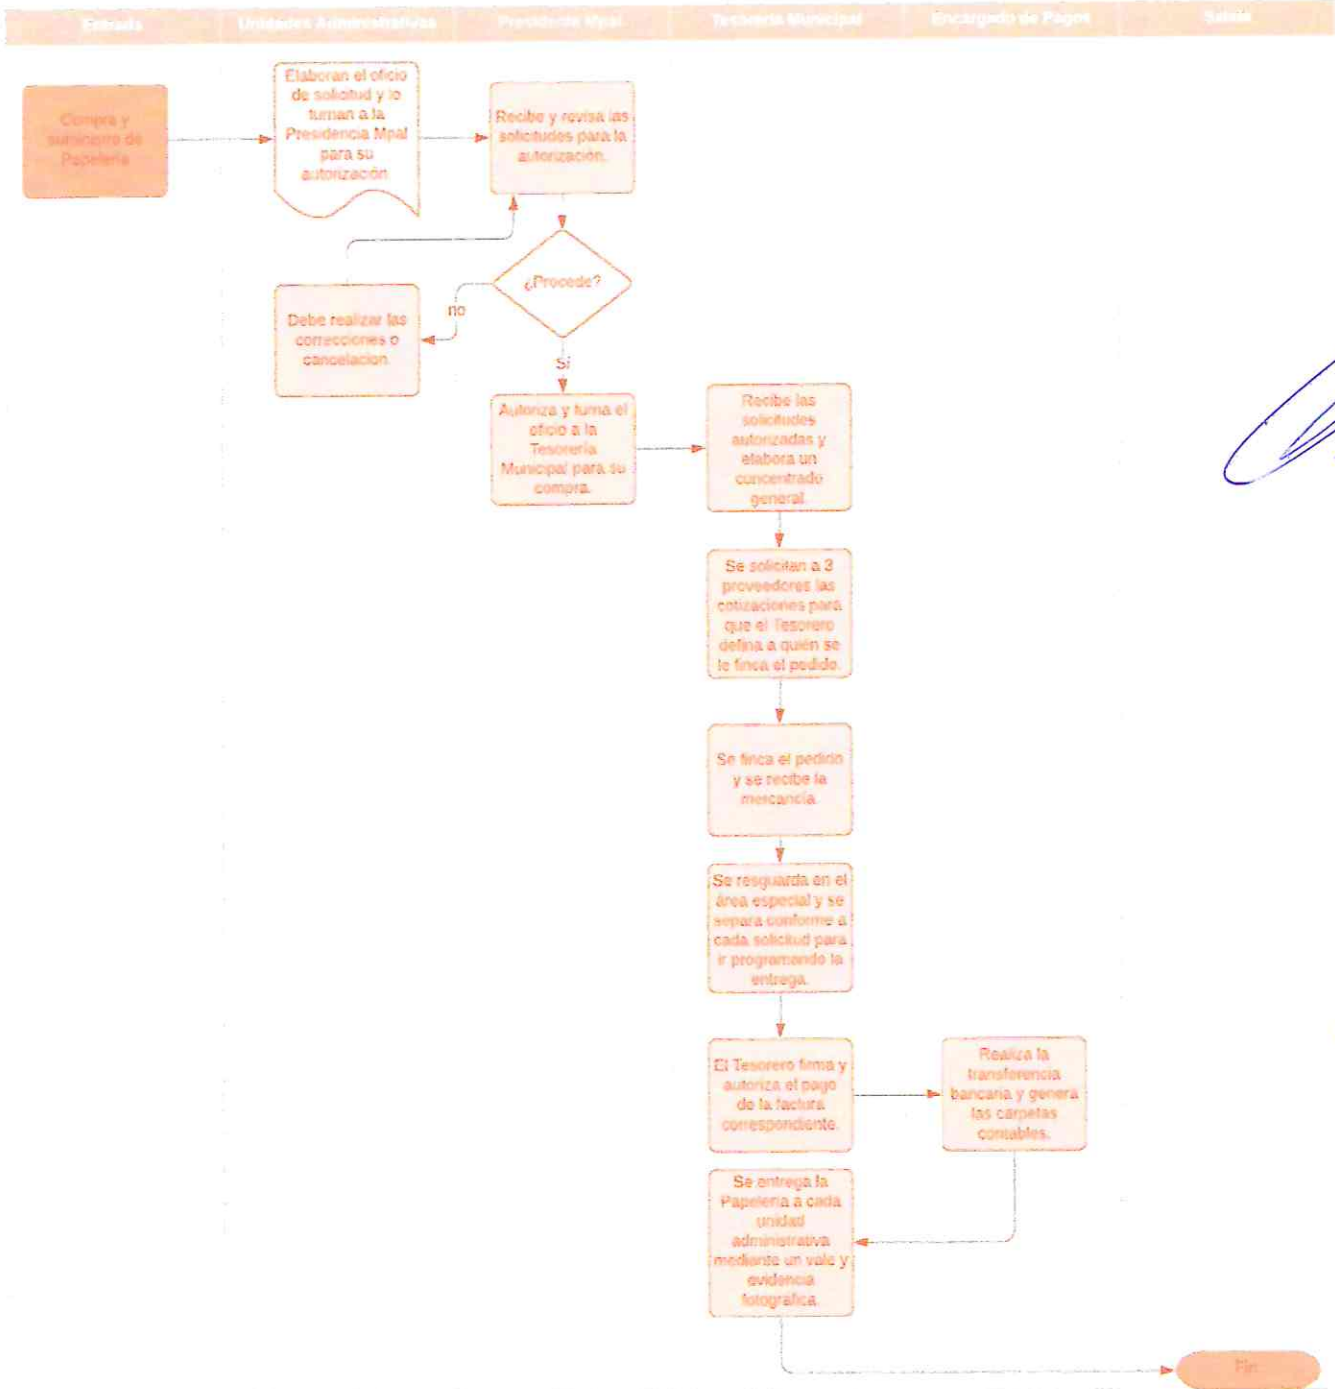 Entrada
Unidades Administrativas
Presidente Mpal
Tesorería Municipal
Encargado de Pagos
Salida
Compra y
suministro de
Papelería
Elaboran el oficio
de solicitud y lo
turnan a la
Presidencia Mpal
para su
autorización
Recibe y revisa las
solicitudes para la
autorización.
¿Procede?
no
Debe realizar las
correcciones o
cancelacion.
Sí
Autoriza y turna el
oficio a la
Tesorería
Municipal para su
compra.
Recibe las
solicitudes
autorizadas y
elabora un
concentrado
general.
Se solicitan a 3
proveedores las
cotizaciones para
que el Tesorero
defina a quién se
le finca el pedido.
Se finca el pedido
y se recibe la
mercancía.
Se resguarda en el
área especial y se
separa conforme a
cada solicitud para
ir programando la
entrega.
El Tesorero firma y
autoriza el pago
de la factura
correspondiente.
Realiza la
transferencia
bancaria y genera
las carpetas
contables.
Se entrega la
Papelería a cada
unidad
administrativa
mediante un vale y
evidencia
fotográfica.
Fin